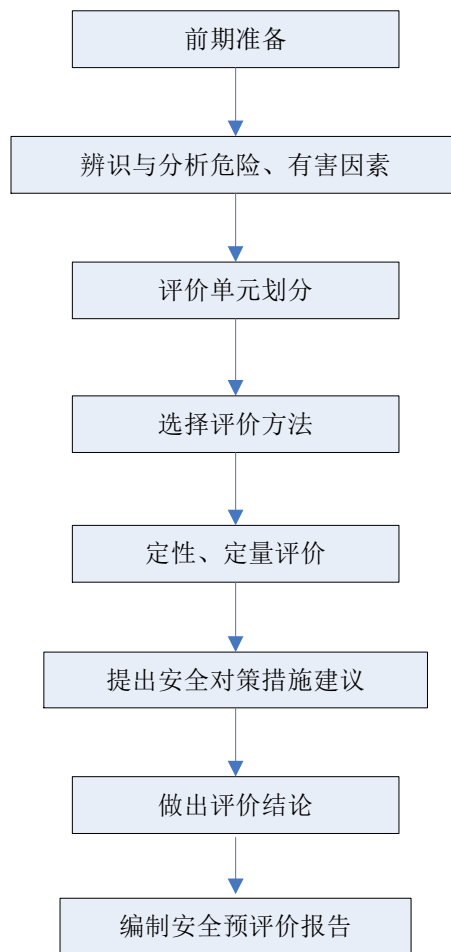 前期准备
辨识与分析危险、有害因素
评价单元划分
选择评价方法
定性、定量评价
提出安全对策措施建议
做出评价结论
编制安全预评价报告